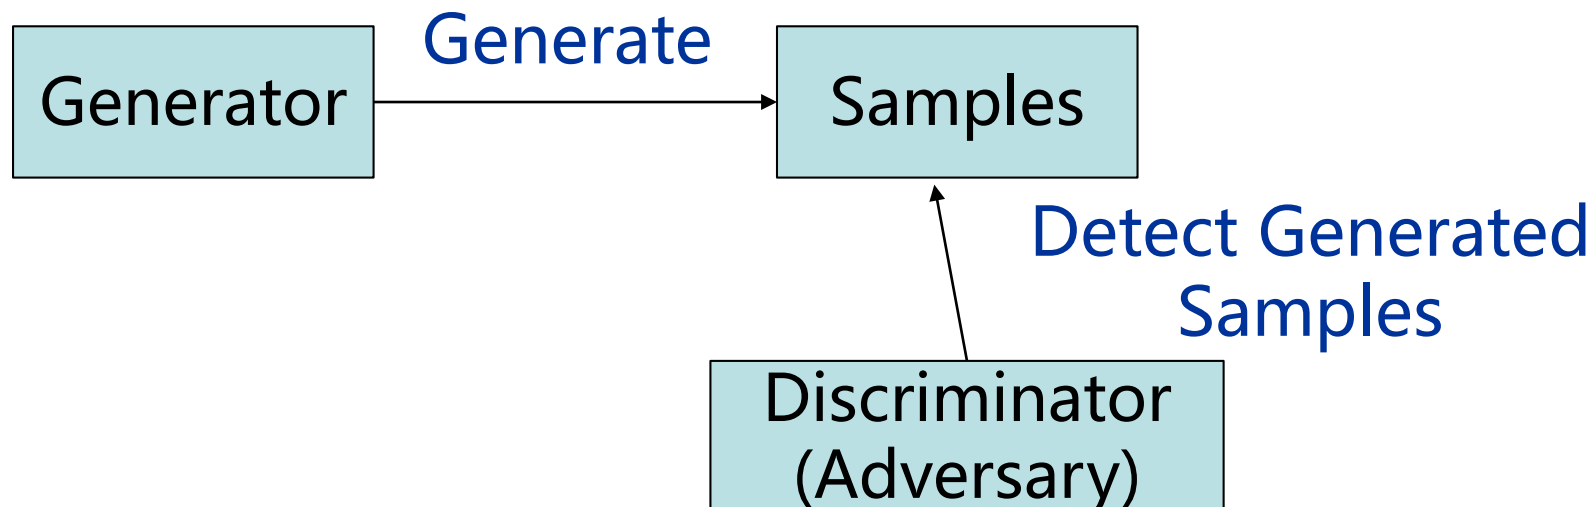 Generate
Generator
Samples
Detect Generated
Samples
Discriminator
(Adversary)